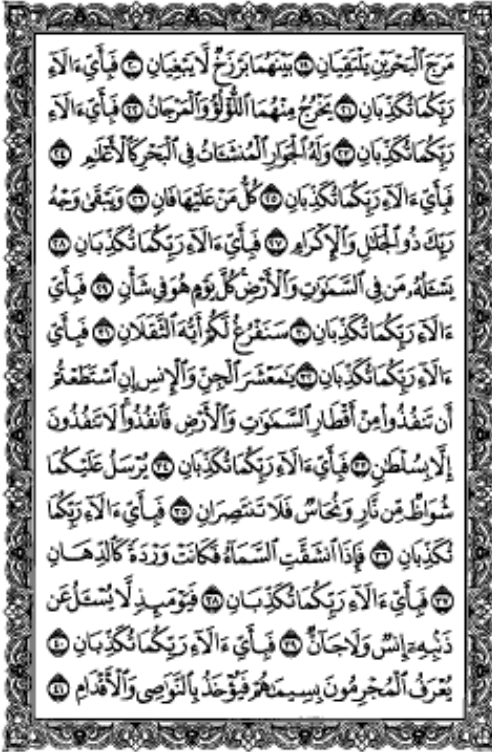 مَرَجَ ٱلْبَحْرَيْنِ يَلْتَقِيَانِ ١٩ بَيْنَهُمَا بَرْزَخٌ لَّا يَبْغِيَانِ ٢٠ فَبِأَيِّ ءَالَآءِ
رَبِّكُمَا تُكَذِّبَانِ ٢١ يَخْرُجُ مِنْهُمَا ٱللُّؤْلُؤُ وَٱلْمَرْجَانُ ٢٢ فَبِأَيِّ ءَالَآءِ
رَبِّكُمَا تُكَذِّبَانِ ٢٣ وَلَهُ ٱلْجَوَارِ ٱلْمُنشَـَٔاتُ فِى ٱلْبَحْرِ كَٱلْأَعْلَـٰمِ ٢٤
فَبِأَيِّ ءَالَآءِ رَبِّكُمَا تُكَذِّبَانِ ٢٥ كُلُّ مَنْ عَلَيْهَا فَانٍ ٢٦ وَيَبْقَىٰ وَجْهُ
رَبِّكَ ذُو ٱلْجَلَـٰلِ وَٱلْإِكْرَامِ ٢٧ فَبِأَيِّ ءَالَآءِ رَبِّكُمَا تُكَذِّبَانِ ٢٨
يَسْـَٔلُهُۥ مَن فِى ٱلسَّمَـٰوَٰتِ وَٱلْأَرْضِ ۚ كُلَّ يَوْمٍ هُوَ فِى شَأْنٍ ٢٩ فَبِأَيِّ
ءَالَآءِ رَبِّكُمَا تُكَذِّبَانِ ٣٠ سَنَفْرُغُ لَكُمْ أَيُّهَ ٱلثَّقَلَانِ ٣١ فَبِأَيِّ
ءَالَآءِ رَبِّكُمَا تُكَذِّبَانِ ٣٢ يَـٰمَعْشَرَ ٱلْجِنِّ وَٱلْإِنسِ إِنِ ٱسْتَطَعْتُمْ
أَن تَنفُذُوا۟ مِنْ أَقْطَارِ ٱلسَّمَـٰوَٰتِ وَٱلْأَرْضِ فَٱنفُذُوا۟ ۚ لَا تَنفُذُونَ
إِلَّا بِسُلْطَـٰنٍ ٣٣ فَبِأَيِّ ءَالَآءِ رَبِّكُمَا تُكَذِّبَانِ ٣٤ يُرْسَلُ عَلَيْكُمَا
شُوَاظٌ مِّن نَّارٍ وَنُحَاسٌ فَلَا تَنتَصِرَانِ ٣٥ فَبِأَيِّ ءَالَآءِ رَبِّكُمَا
تُكَذِّبَانِ ٣٦ فَإِذَا ٱنشَقَّتِ ٱلسَّمَآءُ فَكَانَتْ وَرْدَةً كَٱلدِّهَانِ
٣٧ فَبِأَيِّ ءَالَآءِ رَبِّكُمَا تُكَذِّبَانِ ٣٨ فَيَوْمَئِذٍ لَّا يُسْـَٔلُ عَن
ذَنۢبِهِۦٓ إِنسٌ وَلَا جَآنٌّ ٣٩ فَبِأَيِّ ءَالَآءِ رَبِّكُمَا تُكَذِّبَانِ ٤٠
يُعْرَفُ ٱلْمُجْرِمُونَ بِسِيمَـٰهُمْ فَيُؤْخَذُ بِٱلنَّوَٰصِى وَٱلْأَقْدَامِ ٤١